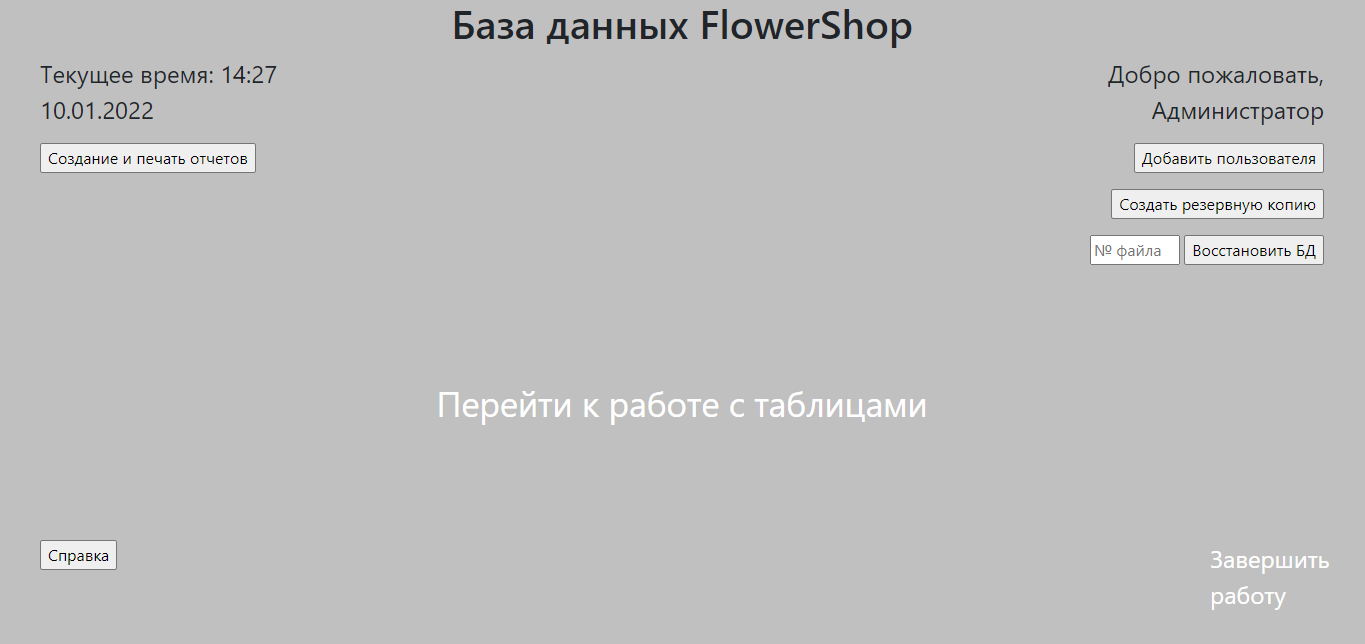 База данных FlowerShop
Текущее время: 14:27
10.01.2022
Добро пожаловать,
Администратор
Создание и печать отчетов
Добавить пользователя
Создать резервную копию
№ файла
Восстановить БД
Перейти к работе с таблицами
Справка
Завершить
работу